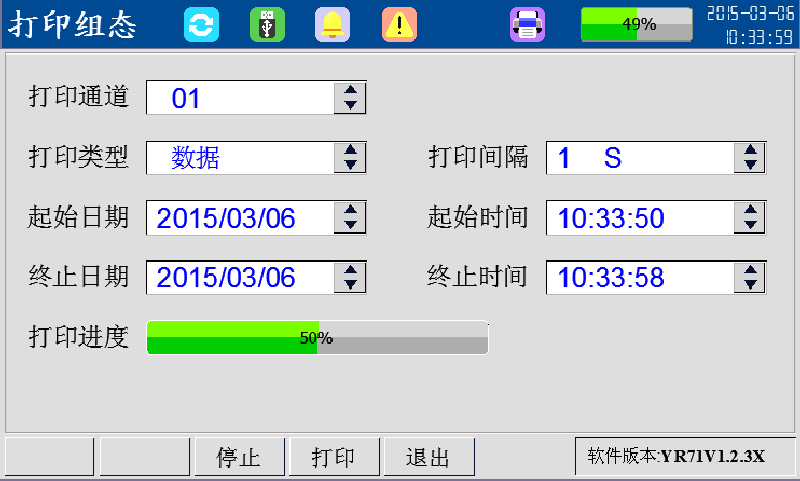 打印组态 49% 2015-03-06
10:33:59
打印通道 01
打印类型 数据 打印间隔 1 S
起始日期 2015/03/06 起始时间 10:33:50
终止日期 2015/03/06 终止时间 10:33:58
打印进度 50%
停止 打印 退出 软件版本:YR71V1.2.3X